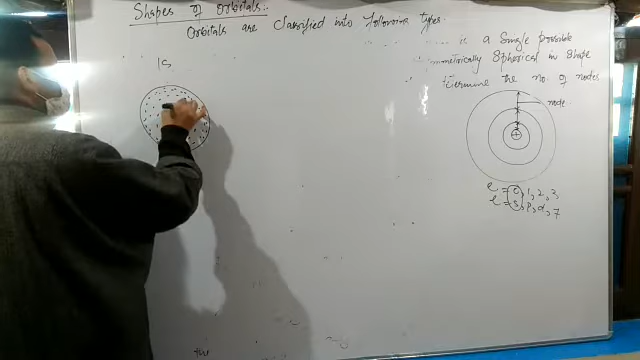 Shapes of Orbitals:-
Orbitals are Classified into following types.
1S
is a Single possible
Symmetrically Spherical in Shape
Determine the no. of nodes
node
+
e = 0, 1, 2, 3
l = S, P, d, 7